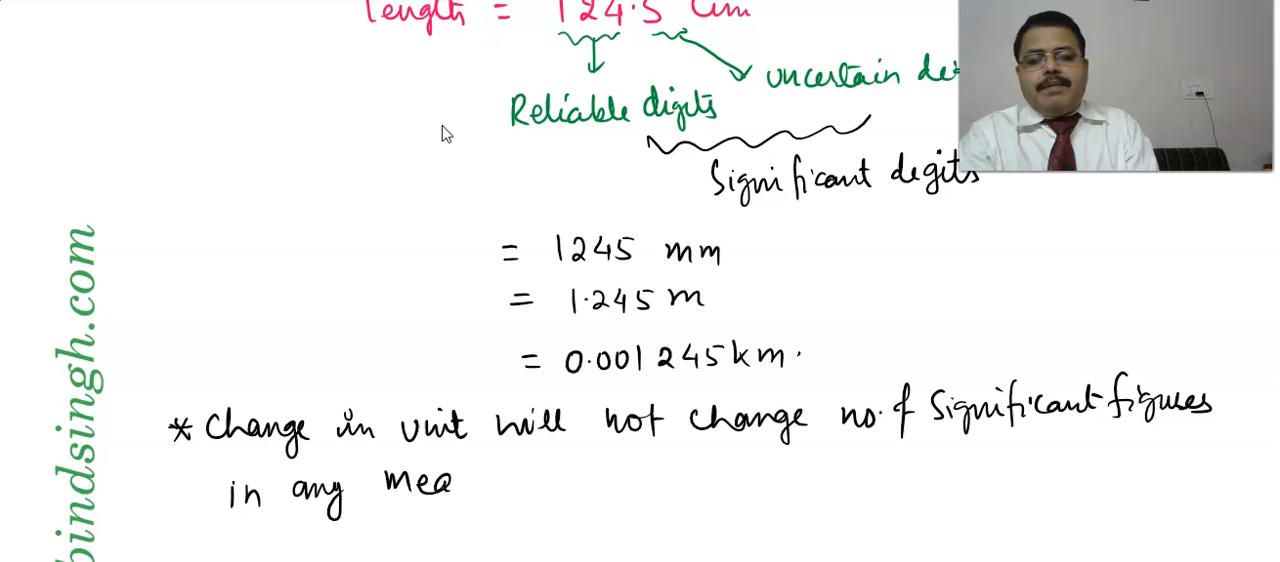 length = 124.5 cm
Reliable digits
uncertain
Significant digits
= 1245 mm
= 1.245 m
= 0.001245 km.
* Change in unit will not change no. of Significant figures
in any mea
bindsingh.com